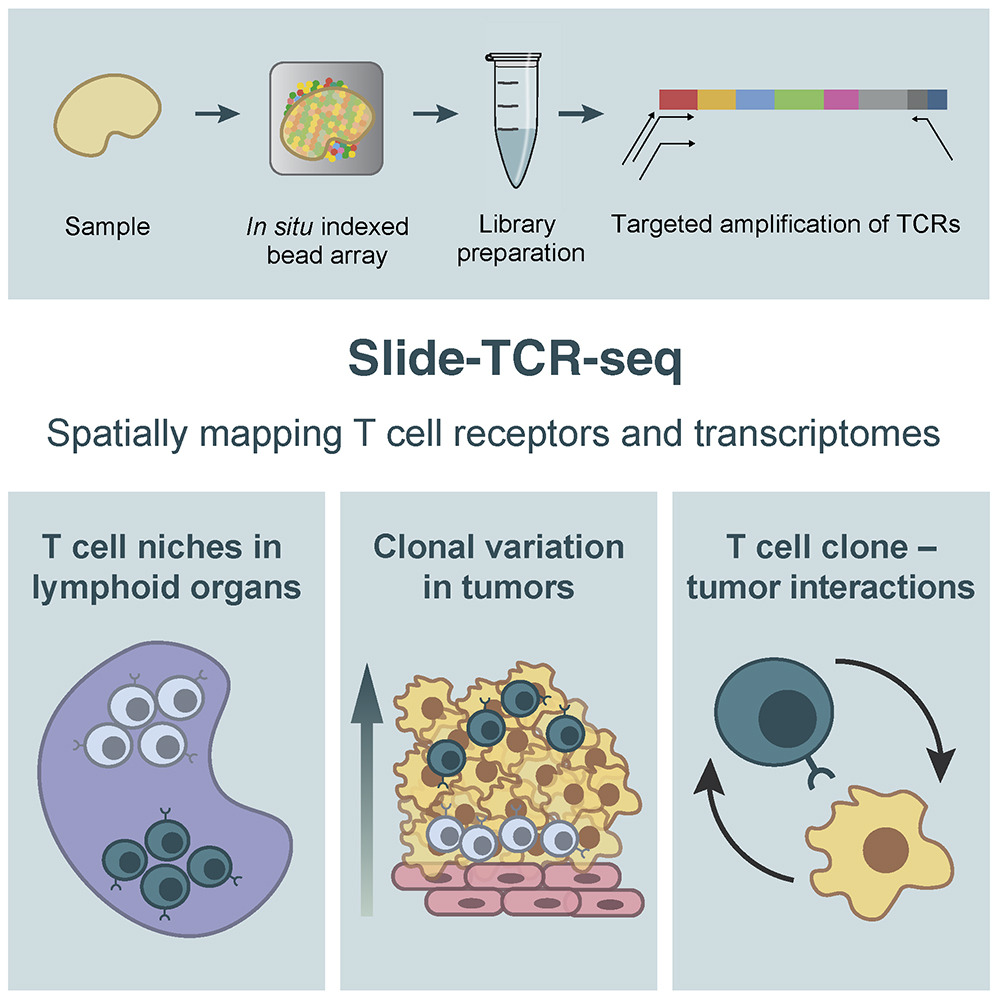 Sample
In situ indexed
bead array
Library
preparation
Targeted amplification of TCRs
Slide-TCR-seq
Spatially mapping T cell receptors and transcriptomes
T cell niches in
lymphoid organs
Clonal variation
in tumors
T cell clone –
tumor interactions